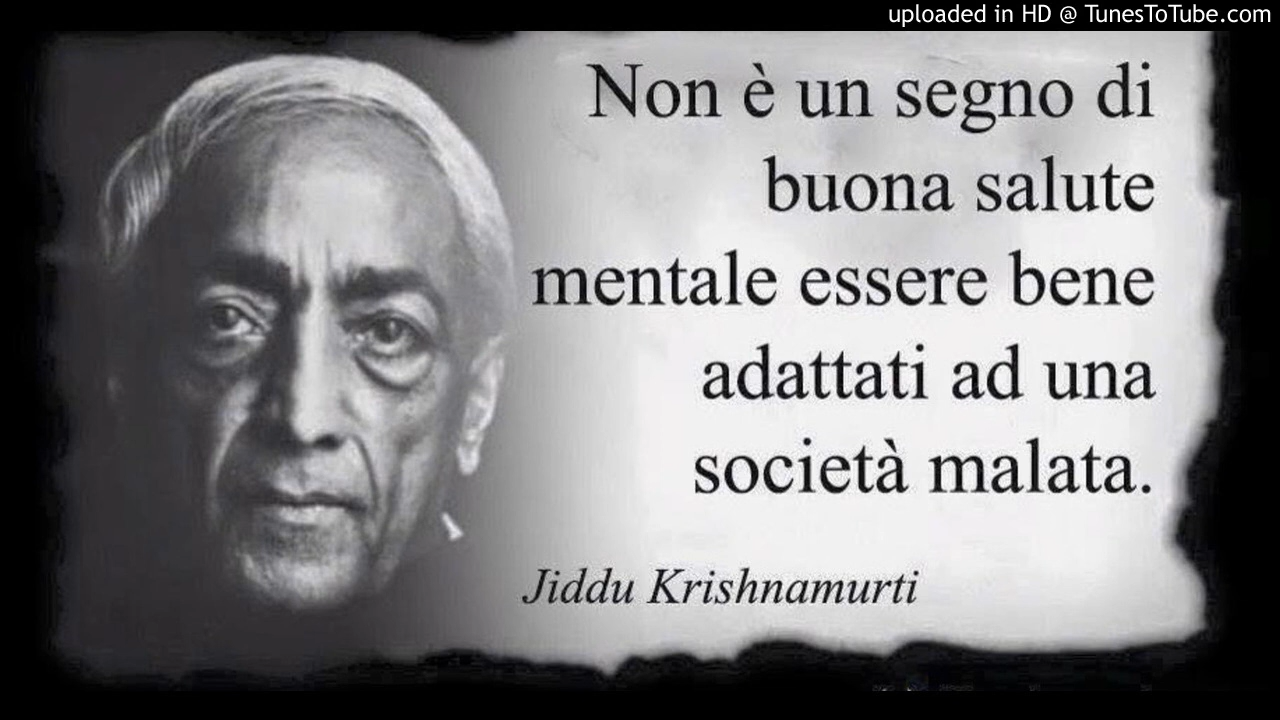 uploaded in HD @ TunesToTube.com
Non è un segno di
buona salute
mentale essere bene
adattati ad una
società malata.
Jiddu Krishnamurti